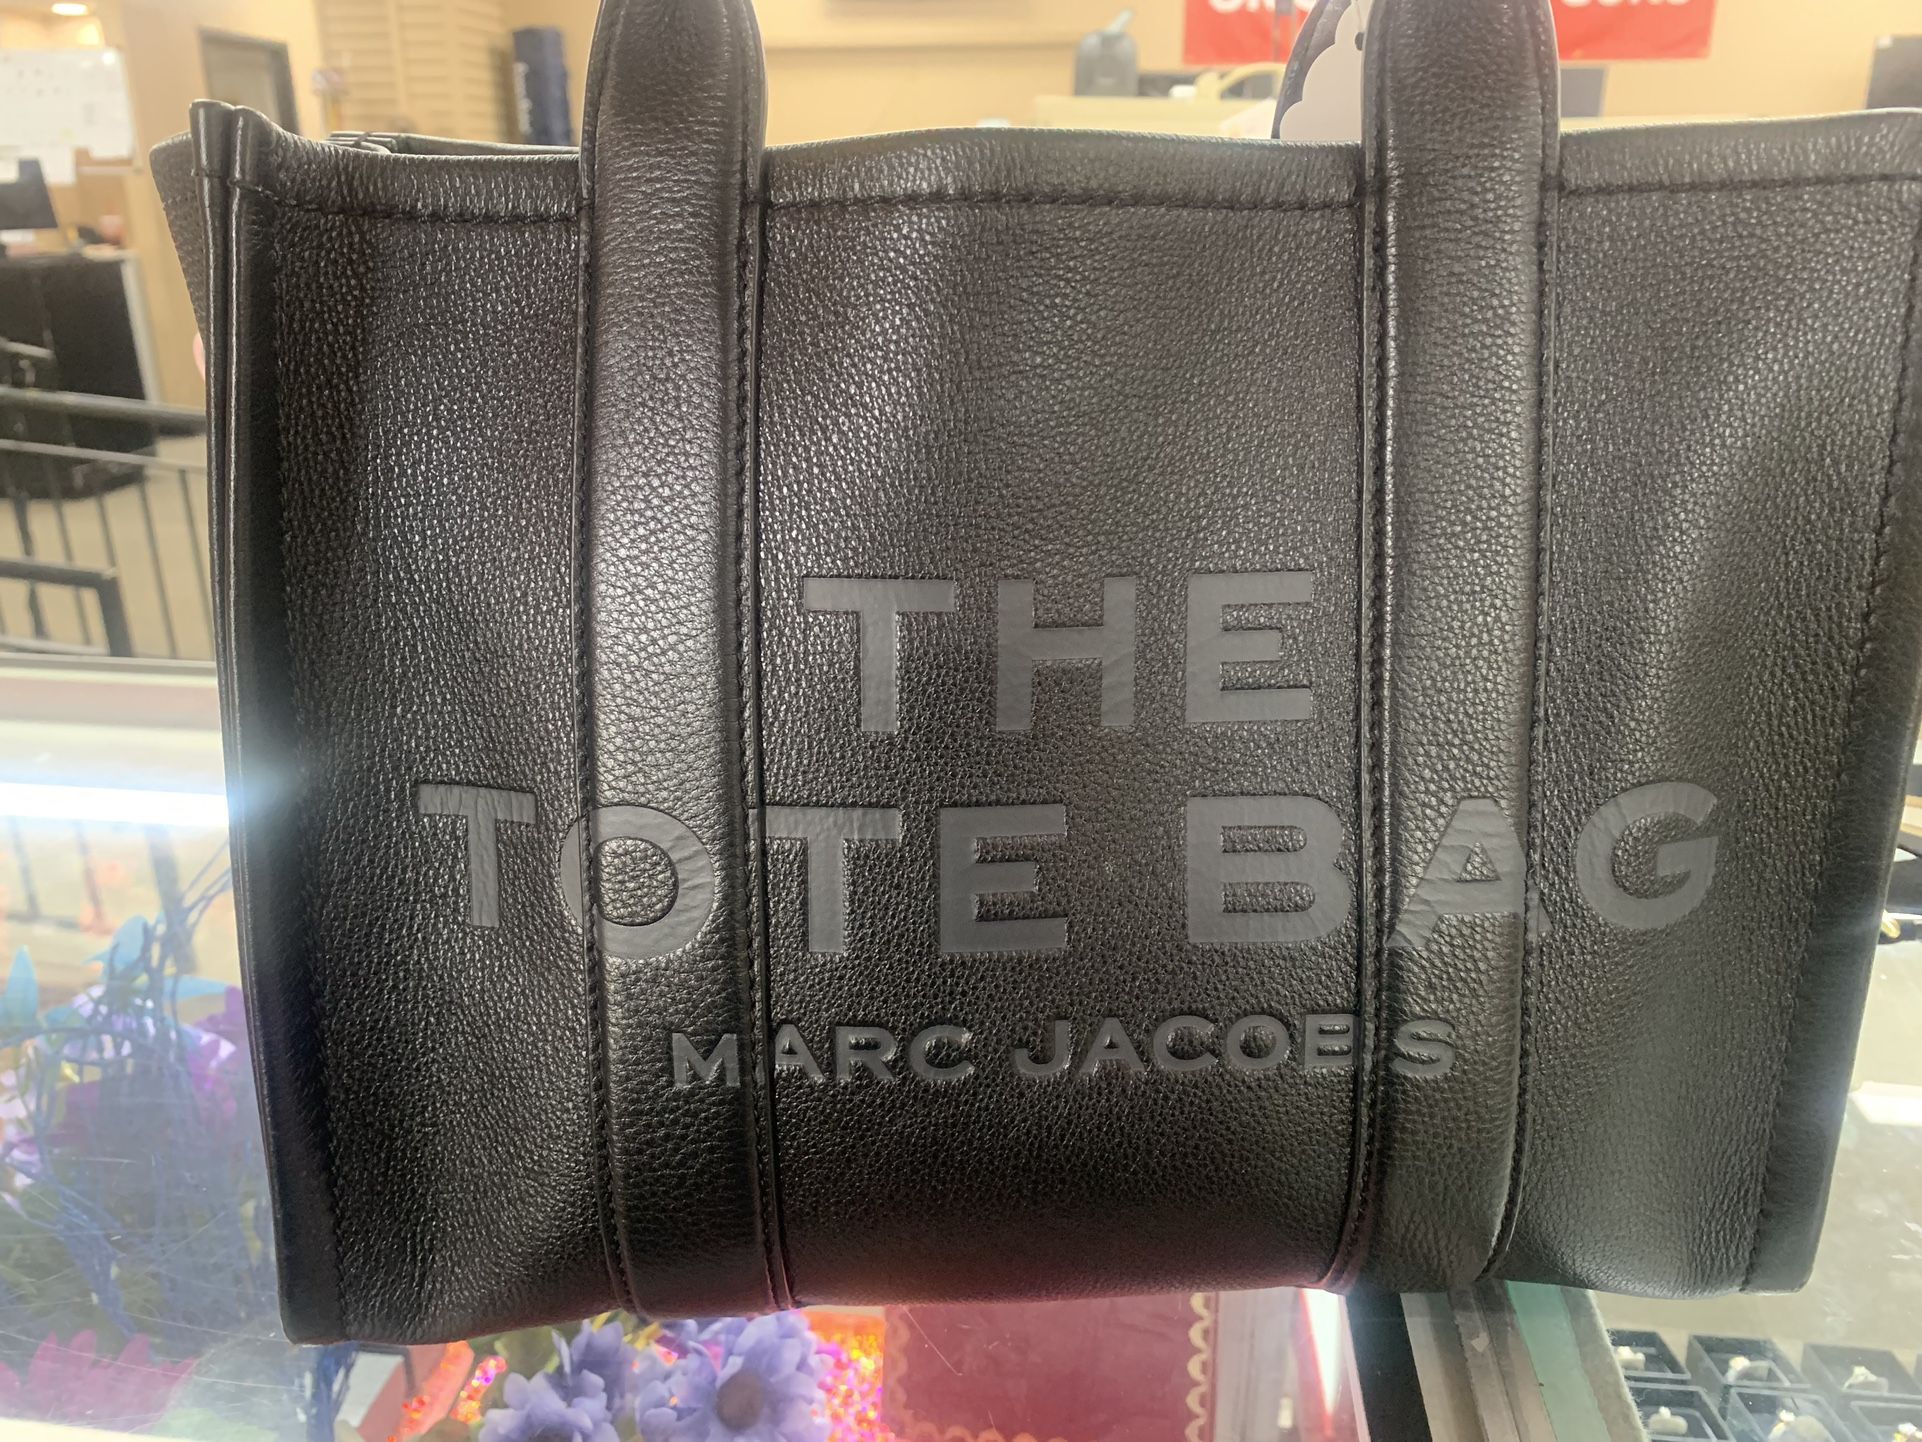 THE
TOTE BAG
MARC JACOBS